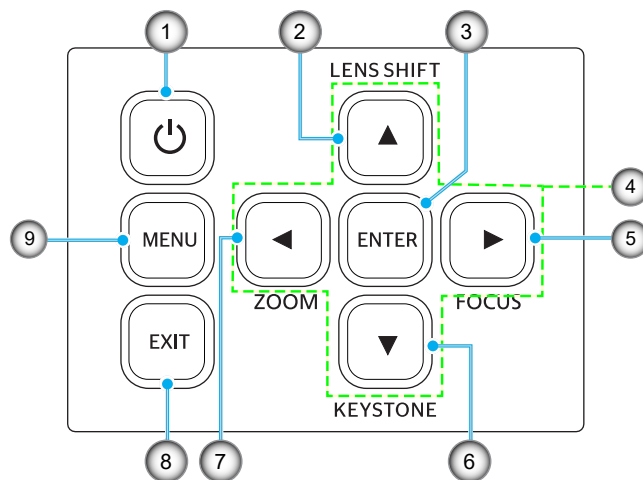 1
2
3
LENS SHIFT
4
9
MENU
ENTER
5
ZOOM
FOCUS
EXIT
KEYSTONE
8
7
6